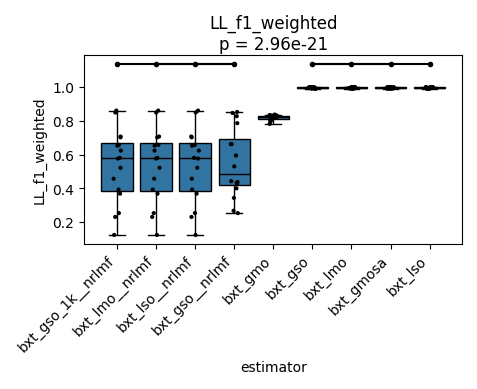 LL_f1_weighted
p = 2.96e-21
LL_f1_weighted
1.0
0.8
0.6
0.4
0.2
bxt_gso_1k__nrlmf
bxt_lmo__nrlmf
bxt_lso__nrlmf
bxt_gso__nrlmf
bxt_gmo
bxt_gso
bxt_lmo
bxt_gmosa
bxt_lso
estimator